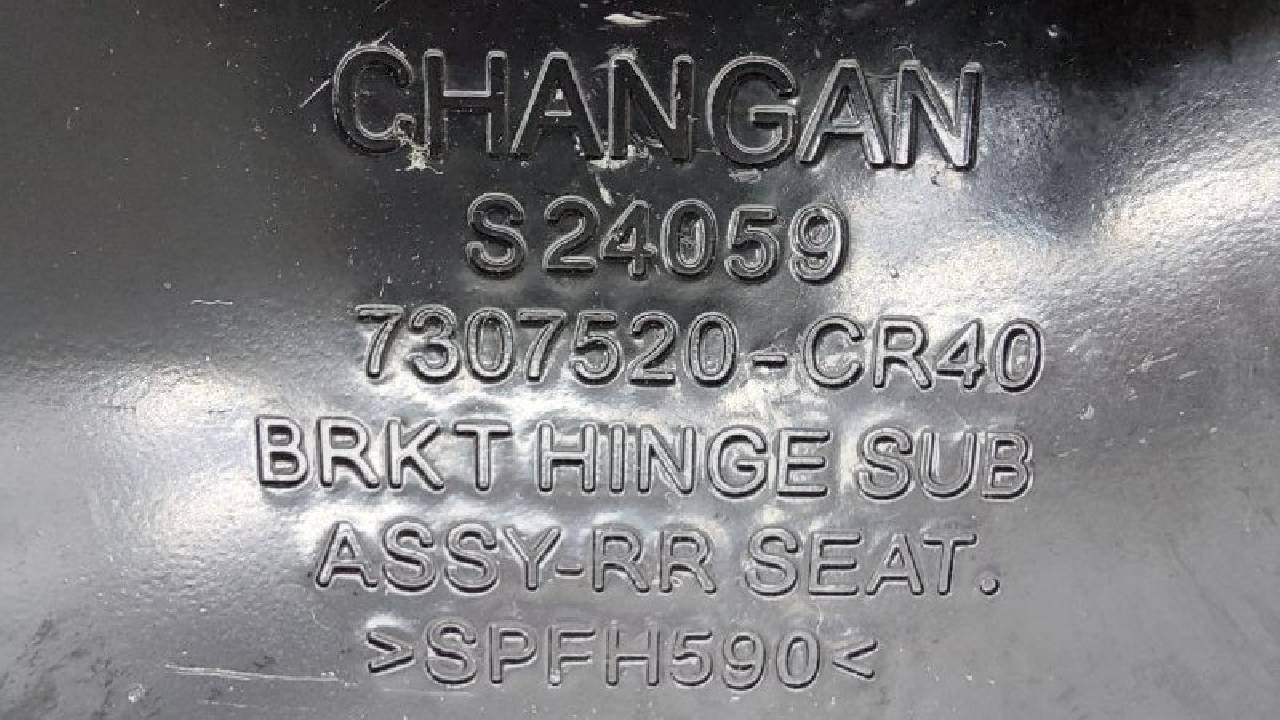 CHANGAN
S24059
7307520-CR40
BRKT HINGE SUB
ASSY-RR SEAT.
>SPFH590<